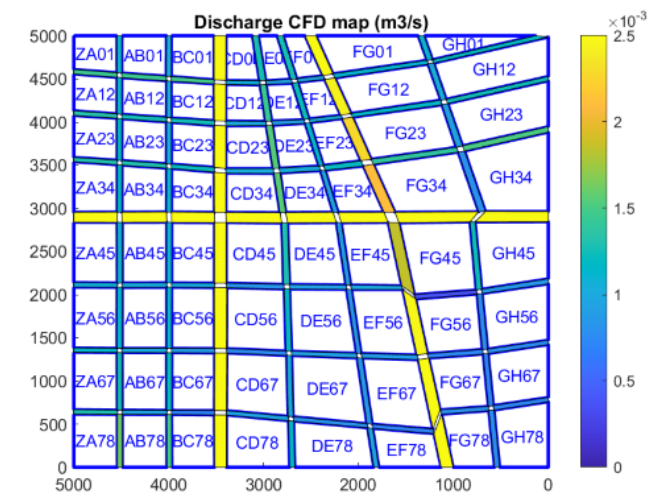 Discharge CFD map (m3/s)
×10⁻³
5000
4500
4000
3500
3000
2500
2000
1500
1000
500
0
ZA01 AB01 BC01 FG01 GH01
GH12
ZA12 AB12 BC12 CD12 DE12 EF12 FG12
GH23
ZA23 AB23 BC23 CD23 DE23 EF23 FG23
ZA34 AB34 BC34 CD34 DE34 EF34 FG34 GH34
ZA45 AB45 BC45 CD45 DE45 EF45 FG45 GH45
ZA56 AB56 BC56 CD56 DE56 EF56 FG56 GH56
ZA67 AB67 BC67 CD67 DE67 EF67 FG67 GH67
ZA78 AB78 BC78 CD78 DE78 EF78 FG78 GH78
5000 4000 3000 2000 1000 0
2.5
2
1.5
1
0.5
0